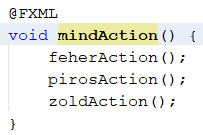 @FXML
void mindAction() {
    feherAction();
    pirosAction();
    zoldAction();
}